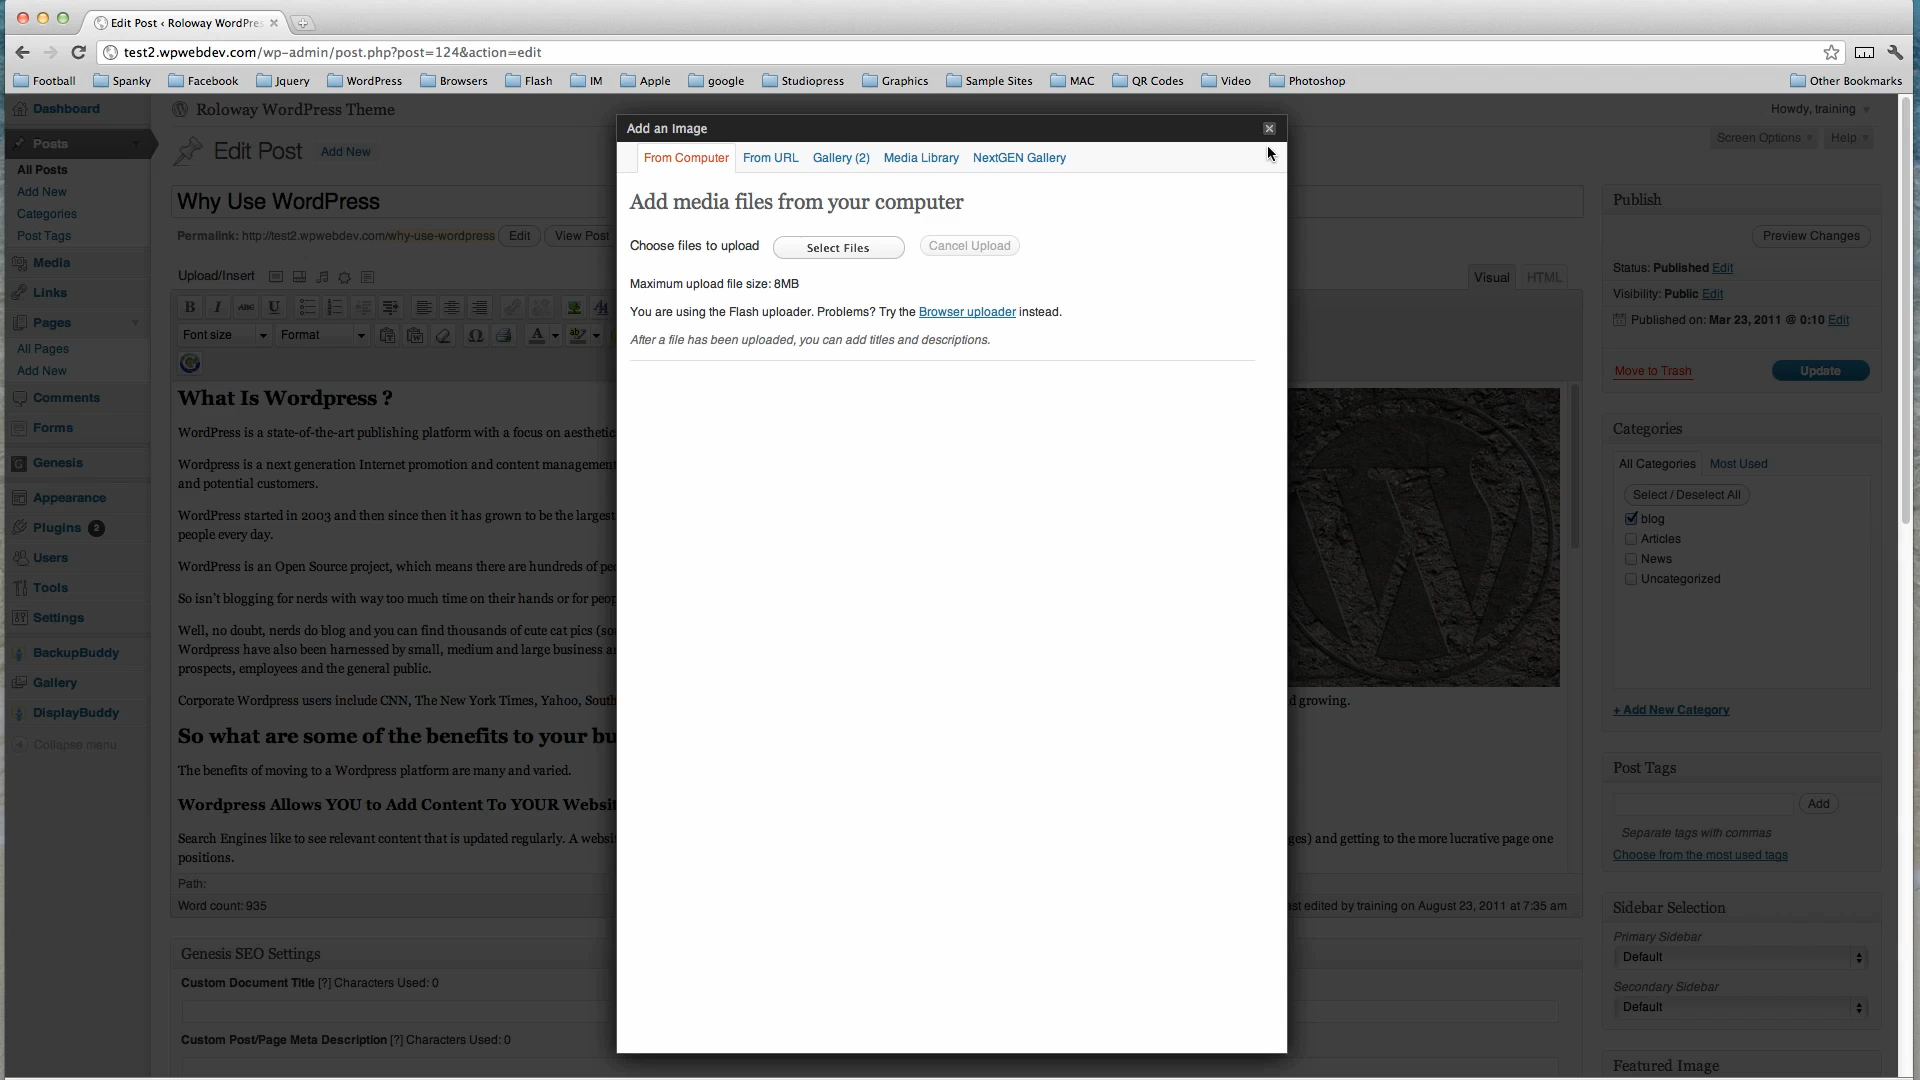 Edit Post ‹ Roloway WordPres
test2.wpwebdev.com/wp-admin/post.php?post=124&action=edit
Football Spanky Facebook Jquery WordPress Browsers Flash IM Apple google Studiopress Graphics Sample Sites MAC QR Codes Video Photoshop Other Bookmarks
Dashboard
Posts
All Posts
Add New
Categories
Post Tags
Media
Links
Pages
All Pages
Add New
Comments
Forms
Genesis
Appearance
Plugins 2
Users
Tools
Settings
BackupBuddy
Gallery
DisplayBuddy
Collapse menu
Roloway WordPress Theme
Howdy, training
Screen Options Help
Edit Post Add New
Why Use WordPress
Permalink: http://test2.wpwebdev.com/why-use-wordpress Edit View Post
Upload/Insert
Visual HTML
B I ABC U
Font size Format
What Is Wordpress ?
WordPress is a state-of-the-art publishing platform with a focus on aesthetic
Wordpress is a next generation Internet promotion and content management
and potential customers.
WordPress started in 2003 and then since then it has grown to be the largest
people every day.
WordPress is an Open Source project, which means there are hundreds of peo
So isn't blogging for nerds with way too much time on their hands or for peop
Well, no doubt, nerds do blog and you can find thousands of cute cat pics (so
Wordpress have also been harnessed by small, medium and large business a
prospects, employees and the general public.
Corporate Wordpress users include CNN, The New York Times, Yahoo, South
d growing.
So what are some of the benefits to your bu
The benefits of moving to a Wordpress platform are many and varied.
Wordpress Allows YOU to Add Content To YOUR Websit
Search Engines like to see relevant content that is updated regularly. A websi
ges) and getting to the more lucrative page one
positions.
Path:
Word count: 935
ast edited by training on August 23, 2011 at 7:35 am
Genesis SEO Settings
Custom Document Title [?] Characters Used: 0
Custom Post/Page Meta Description [?] Characters Used: 0
Add an Image
From Computer From URL Gallery (2) Media Library NextGEN Gallery
Add media files from your computer
Choose files to upload Select Files Cancel Upload
Maximum upload file size: 8MB
You are using the Flash uploader. Problems? Try the Browser uploader instead.
After a file has been uploaded, you can add titles and descriptions.
Publish
Preview Changes
Status: Published Edit
Visibility: Public Edit
Published on: Mar 23, 2011 @ 0:10 Edit
Move to Trash Update
Categories
All Categories Most Used
Select / Deselect All
blog
Articles
News
Uncategorized
+ Add New Category
Post Tags
Add
Separate tags with commas
Choose from the most used tags
Sidebar Selection
Primary Sidebar
Default
Secondary Sidebar
Default
Featured Image